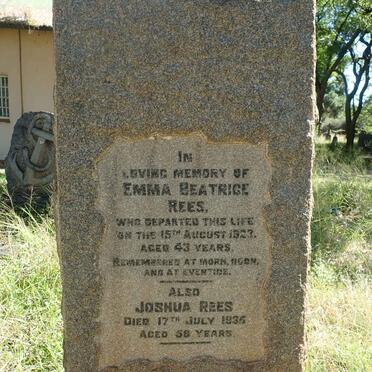 IN
LOVING MEMORY OF
EMMA BEATRICE
REES,
WHO DEPARTED THIS LIFE
ON THE 15TH AUGUST 1927.
AGED 43 YEARS.
REMEMBERED AT MORN, NOON,
AND AT EVENTIDE.
ALSO
JOSHUA REES
DIED 17TH JULY 1936
AGED 58 YEARS